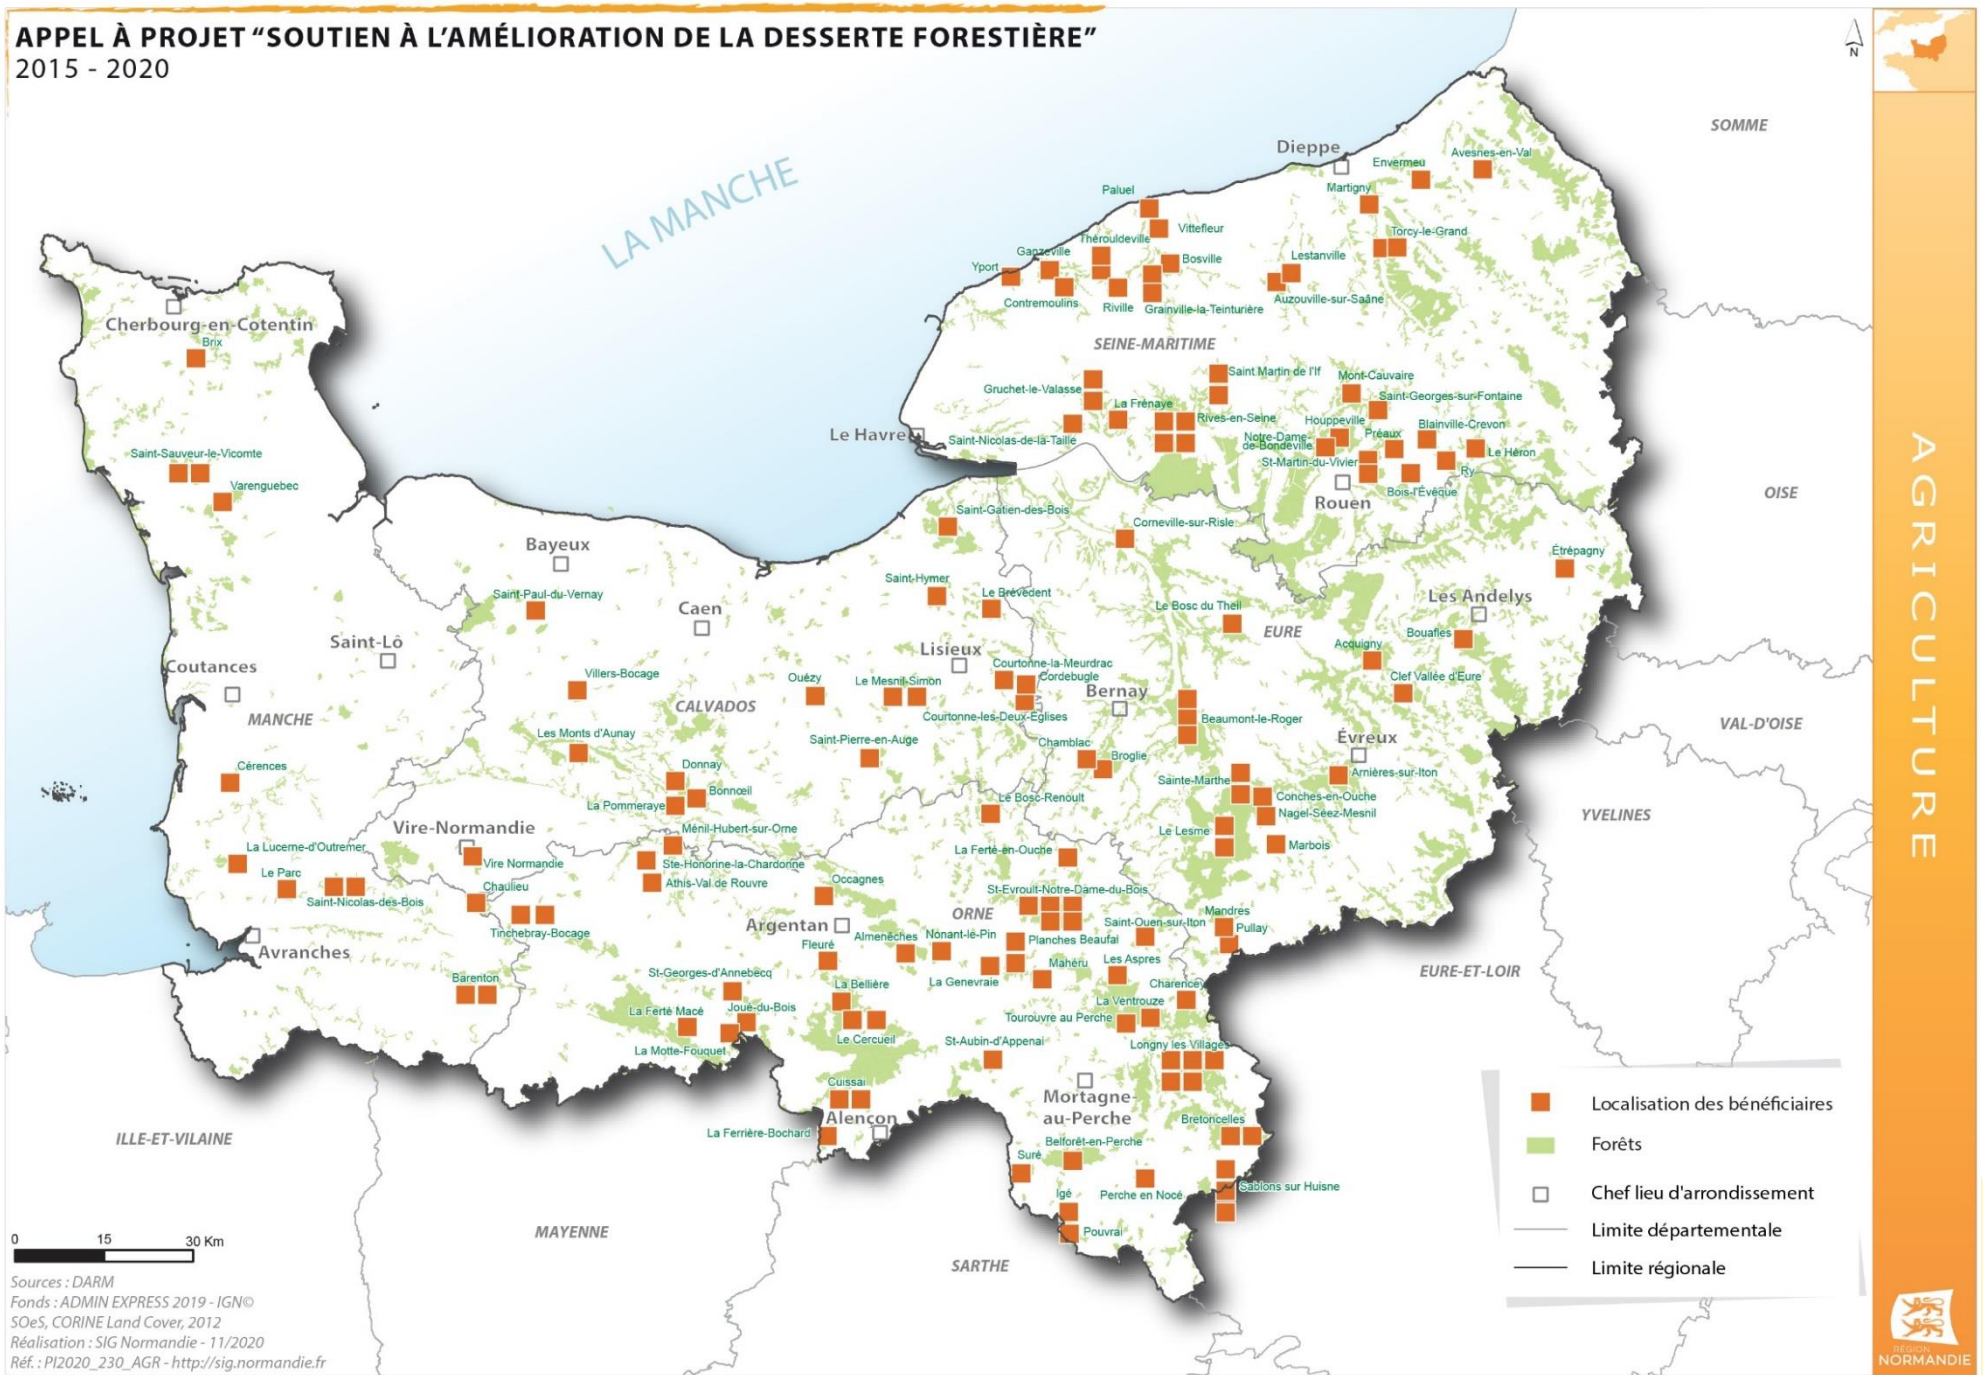 APPEL À PROJET “SOUTIEN À L’AMÉLIORATION DE LA DESSERTE FORESTIÈRE”
2015 - 2020
N
SOMME
Dieppe
Envermeu
Avesnes-en-Val
Martigny
Paluel
LA MANCHE
Vittefleur
Torcy-le-Grand
Thérouldeville
Ganzeville
Bosville
Lestanville
Yport
Contremoulins
Riville
Grainville-la-Teinturière
Auzouville-sur-Saâne
Cherbourg-en-Cotentin
Brix
SEINE-MARITIME
Saint Martin de l'If
Mont-Cauvaire
Gruchet-le-Valasse
Saint-Georges-sur-Fontaine
La Frénaye
Rives-en-Seine
Houppeville
Blainville-Crevon
Le Havre
Saint-Nicolas-de-la-Taille
Notre-Dame-
de-Bondeville
Préaux
Le Héron
St-Martin-du-Vivier
Ry
Bois-l'Évêque
Rouen
OISE
Saint-Sauveur-le-Vicomte
Varenguebec
Saint-Gatien-des-Bois
Corneville-sur-Risle
Bayeux
Étrépagny
Saint-Hymer
Le Brévedent
Saint-Paul-du-Vernay
Caen
Le Bosc du Theil
Les Andelys
EURE
Bouafles
Saint-Lô
Lisieux
Acquigny
Coutances
Villers-Bocage
Ouézy
Le Mesnil-Simon
Courtonne-la-Meurdrac
Cordebugle
Clef Vallée d'Eure
Bernay
MANCHE
CALVADOS
Courtonne-les-Deux-Eglises
Beaumont-le-Roger
VAL-D'OISE
Les Monts d'Aunay
Saint-Pierre-en-Auge
Chamblac
Broglie
Évreux
Cérences
Donnay
Sainte-Marthe
Arnières-sur-Iton
Bonnœil
La Pommeraye
Le Bosc-Renoult
Conches-en-Ouche
Nagel-Séez-Mesnil
YVELINES
Vire-Normandie
Ménil-Hubert-sur-Orne
Le Lesme
Marbois
La Lucerne-d'Outremer
Vire Normandie
Ste-Honorine-la-Chardonne
La Ferté-en-Ouche
Le Parc
Chaulieu
Athis-Val de Rouvre
Occagnes
St-Evroult-Notre-Dame-du-Bois
Saint-Nicolas-des-Bois
ORNE
Mandres
Tinchebray-Bocage
Argentan
Saint-Ouen-sur-Iton
Pullay
Almenêches
Nonant-le-Pin
Planches
Beaufai
Avranches
Fleuré
Les Aspres
Mahéru
EURE-ET-LOIR
St-Georges-d'Annebecq
La Genevraie
Barenton
La Bellière
Charencey
La Ventrouze
La Ferté Macé
Joué-du-Bois
Tourouvre au Perche
Le Cercueil
St-Aubin-d'Appenai
Longny les Villages
La Motte-Fouquet
Cuissai
Mortagne-
au-Perche
Alençon
Bretoncelles
La Ferrière-Bochard
Belforêt-en-Perche
ILLE-ET-VILAINE
Suré
Sablons sur Huisne
Igé
Perche en Nocé
Pouvrai
MAYENNE
SARTHE
AGRICULTURE
Localisation des bénéficiaires
Forêts
Chef lieu d'arrondissement
Limite départementale
Limite régionale
0 15 30 Km
Sources : DARM
Fonds : ADMIN EXPRESS 2019 - IGN©
SOeS, CORINE Land Cover, 2012
Réalisation : SIG Normandie - 11/2020
Réf. : PI2020_230_AGR - http://sig.normandie.fr
RÉGION
NORMANDIE